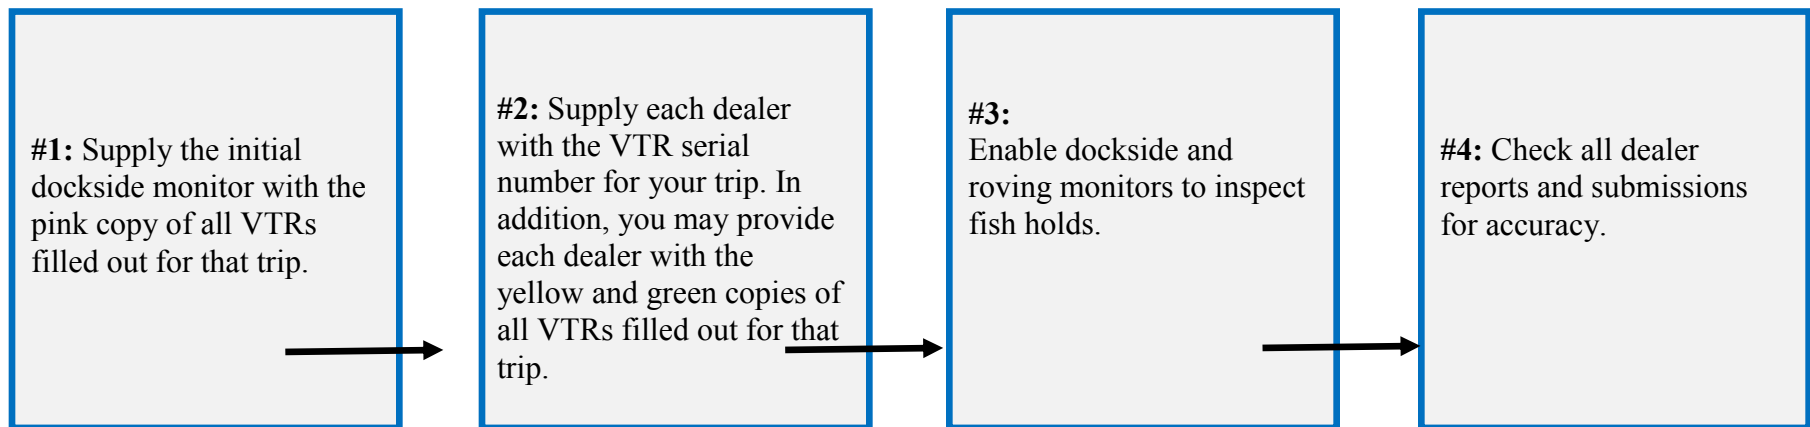 #1: Supply the initial
dockside monitor with the
pink copy of all VTRs
filled out for that trip.
#2: Supply each dealer
with the VTR serial
number for your trip. In
addition, you may provide
each dealer with the
yellow and green copies of
all VTRs filled out for that
trip.
#3:
Enable dockside and
roving monitors to inspect
fish holds.
#4: Check all dealer
reports and submissions
for accuracy.